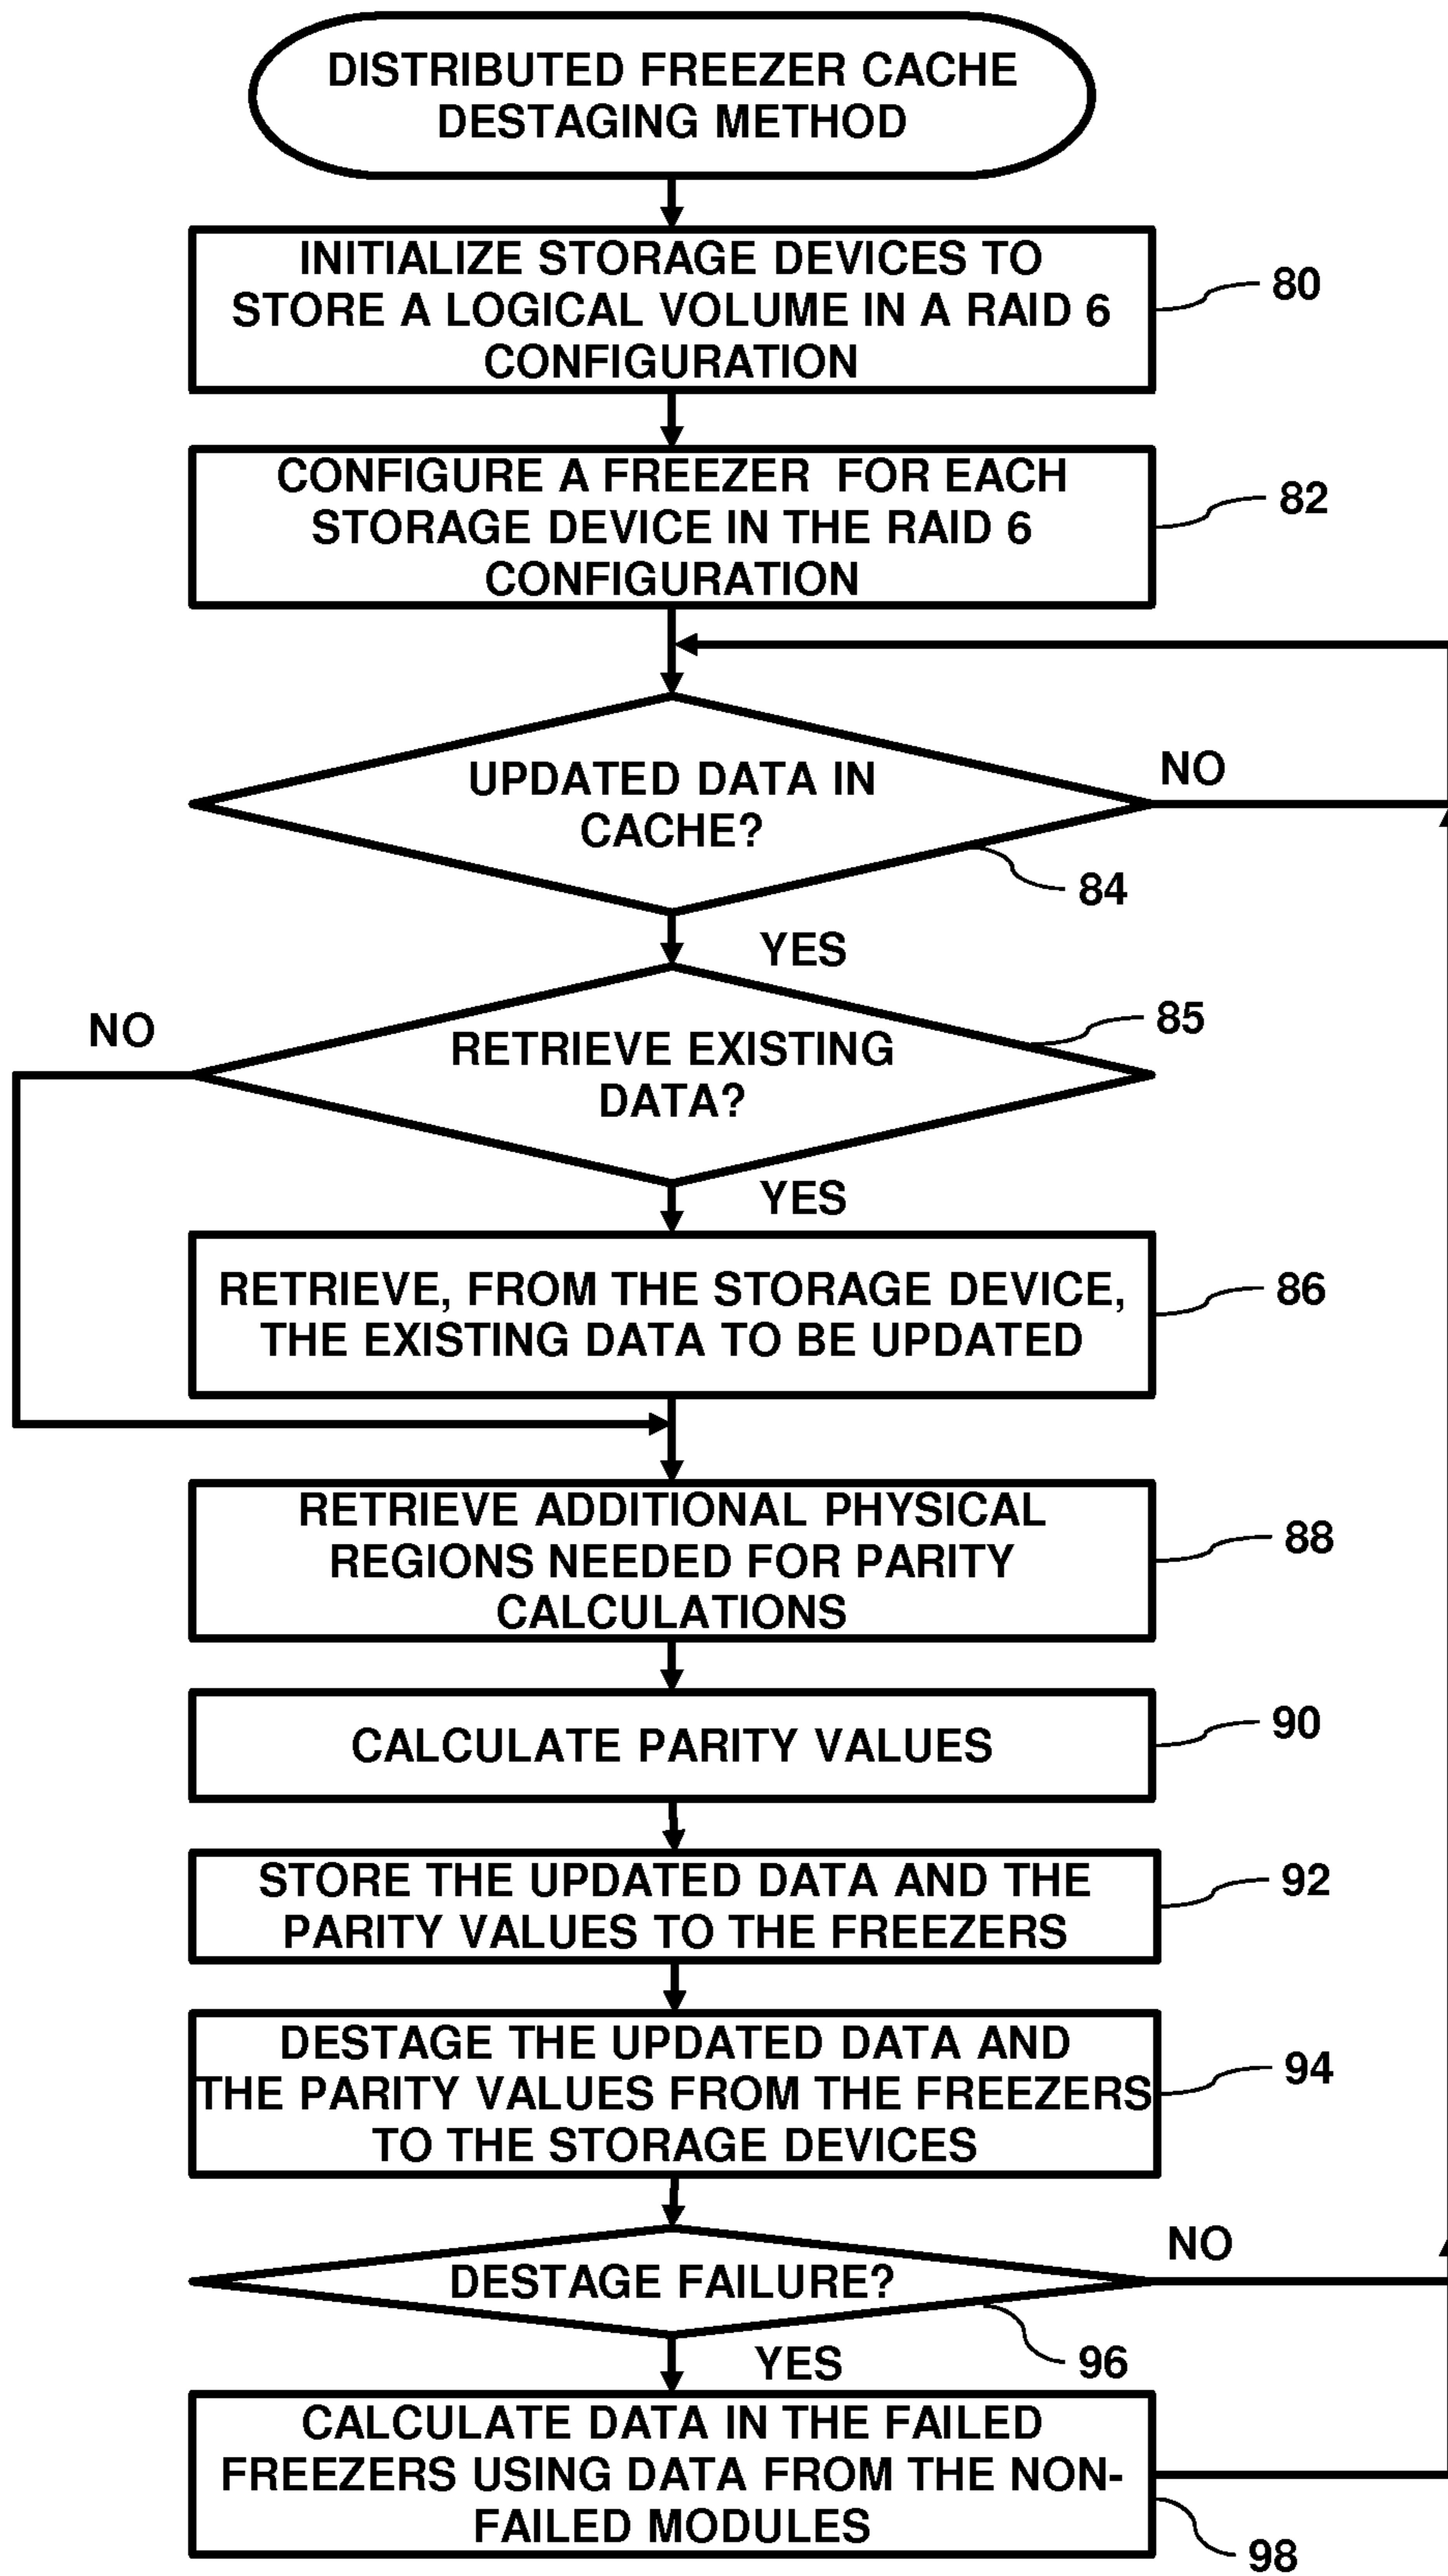 DISTRIBUTED FREEZER CACHE
DESTAGING METHOD
INITIALIZE STORAGE DEVICES TO
STORE A LOGICAL VOLUME IN A RAID 6
CONFIGURATION
80
CONFIGURE A FREEZER FOR EACH
STORAGE DEVICE IN THE RAID 6
CONFIGURATION
82
UPDATED DATA IN
CACHE?
NO
84
YES
RETRIEVE EXISTING
DATA?
NO
85
YES
RETRIEVE, FROM THE STORAGE DEVICE,
THE EXISTING DATA TO BE UPDATED
86
RETRIEVE ADDITIONAL PHYSICAL
REGIONS NEEDED FOR PARITY
CALCULATIONS
88
CALCULATE PARITY VALUES
90
STORE THE UPDATED DATA AND THE
PARITY VALUES TO THE FREEZERS
92
DESTAGE THE UPDATED DATA AND
THE PARITY VALUES FROM THE FREEZERS
TO THE STORAGE DEVICES
94
DESTAGE FAILURE?
NO
96
YES
CALCULATE DATA IN THE FAILED
FREEZERS USING DATA FROM THE NON-
FAILED MODULES
98